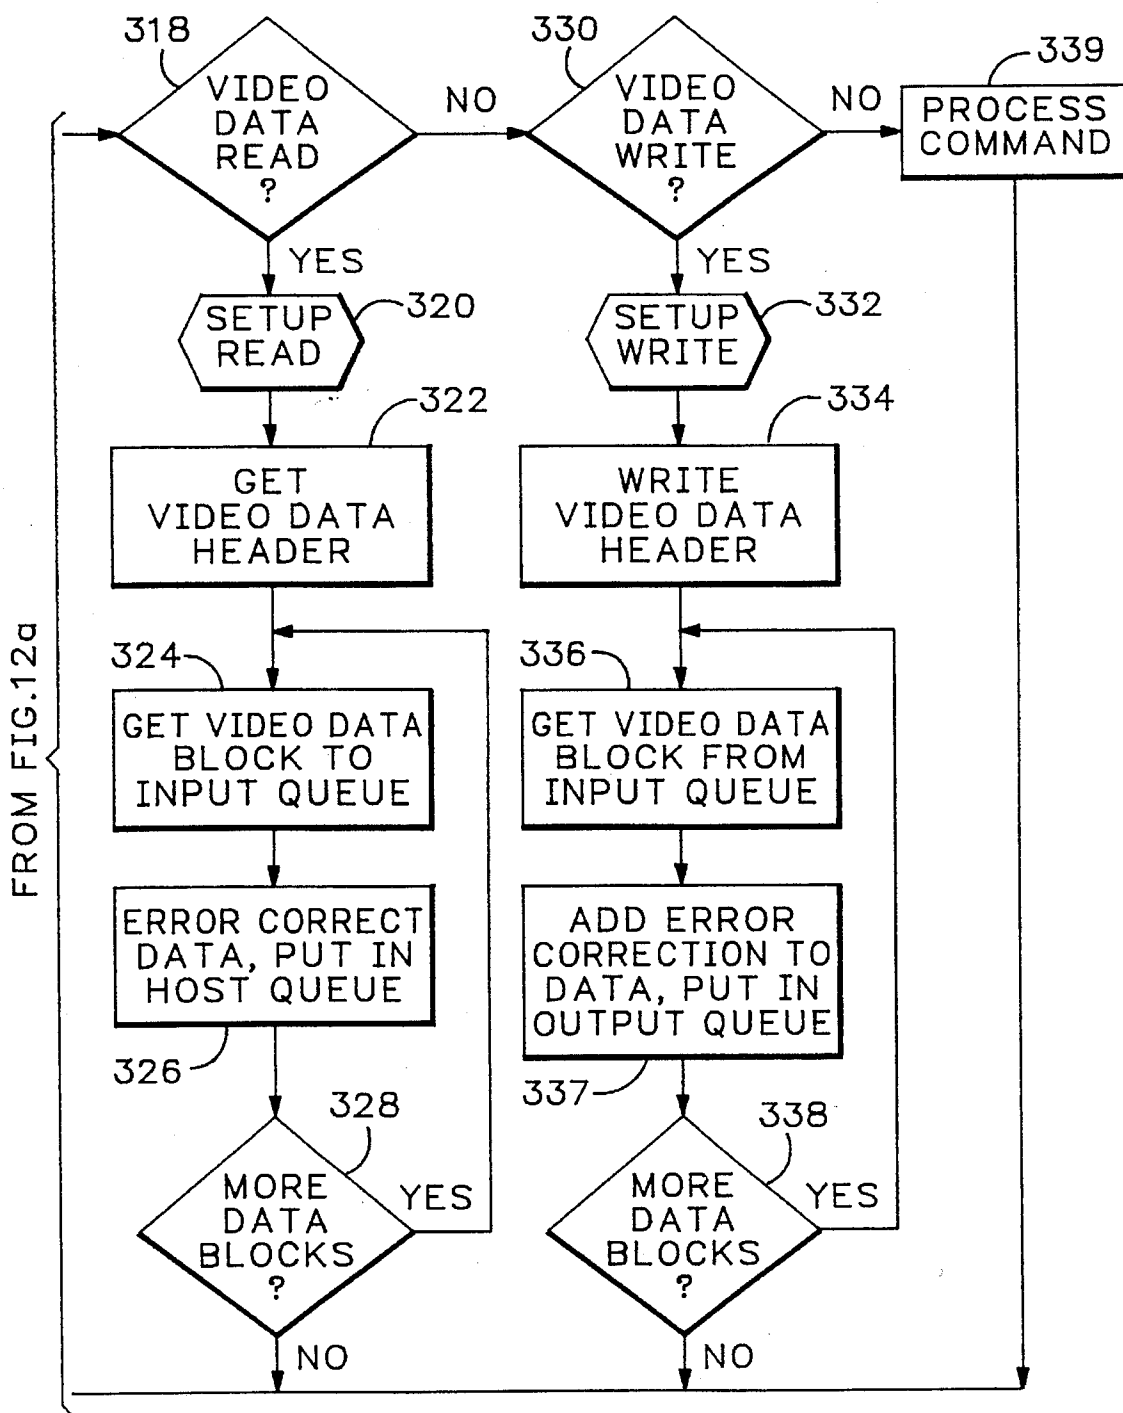 318
VIDEO
DATA
READ
?
NO
YES
330
VIDEO
DATA
WRITE
?
NO
YES
339
PROCESS
COMMAND
SETUP
READ
320
SETUP
WRITE
332
322
GET
VIDEO DATA
HEADER
334
WRITE
VIDEO DATA
HEADER
FROM FIG.12a
324
GET VIDEO DATA
BLOCK TO
INPUT QUEUE
336
GET VIDEO DATA
BLOCK FROM
INPUT QUEUE
ERROR CORRECT
DATA, PUT IN
HOST QUEUE
326
ADD ERROR
CORRECTION TO
DATA, PUT IN
OUTPUT QUEUE
337
328
MORE
DATA
BLOCKS
?
YES
NO
338
MORE
DATA
BLOCKS
?
YES
NO